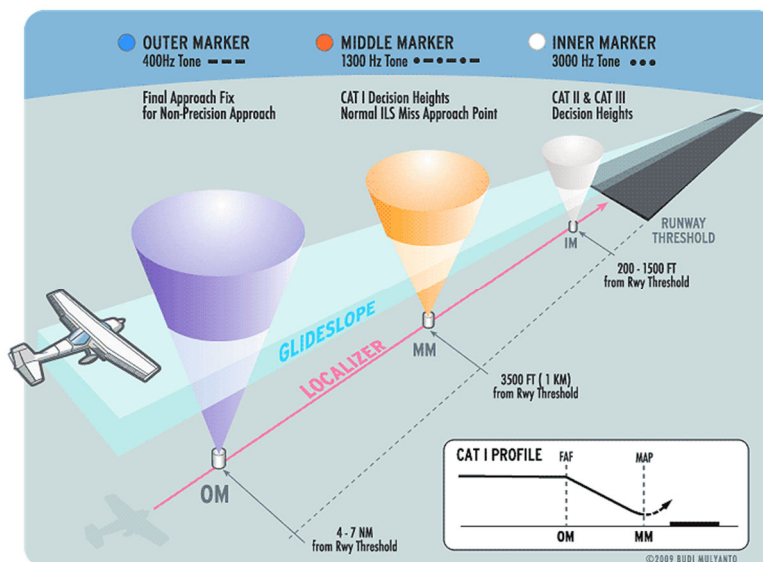 OUTER MARKER
400Hz Tone
Final Approach Fix
for Non-Precision Approach
MIDDLE MARKER
1300 Hz Tone
CAT I Decision Heights
Normal ILS Miss Approach Point
INNER MARKER
3000 Hz Tone
CAT II & CAT III
Decision Heights
RUNWAY
THRESHOLD
IM
200 - 1500 FT
from Rwy Threshold
GLIDESLOPE
LOCALIZER
MM
3500 FT ( 1 KM)
from Rwy Threshold
OM
4 - 7 NM
from Rwy Threshold
CAT I PROFILE
FAF
MAP
OM
MM
©2009 BUDI MULYANTO